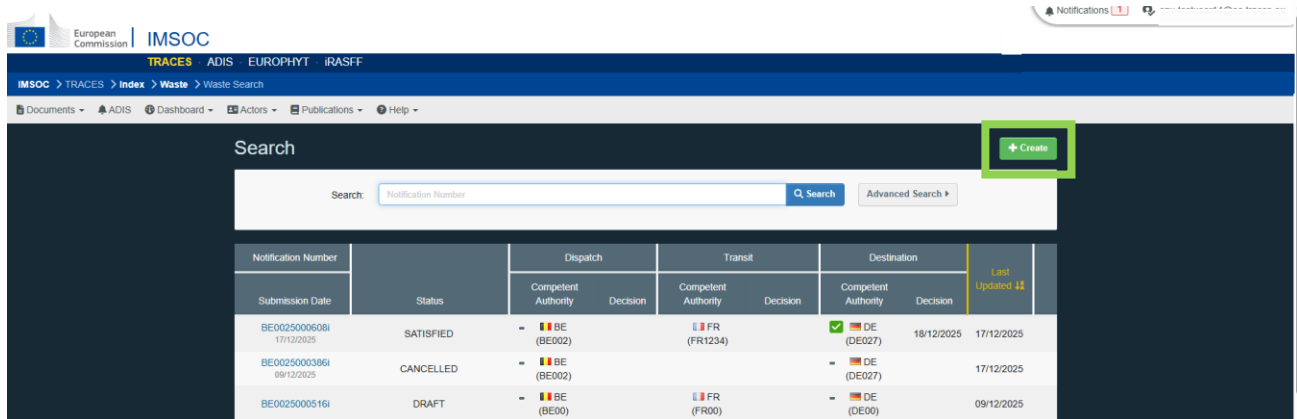 Notifications 1
European
Commission
IMSOC
TRACES · ADIS · EUROPHYT · iRASFF
IMSOC > TRACES > Index > Waste > Waste Search
Documents ADIS Dashboard Actors Publications Help
Search
+ Create
Search: Notification Number Search Advanced Search
Notification Number Dispatch Transit Destination
Last
Updated
Submission Date Status Competent
Authority Decision Competent
Authority Decision Competent
Authority Decision
BE0025000608i
17/12/2025
SATISFIED
- BE
(BE002)
FR
(FR1234)
DE
(DE027)
18/12/2025 17/12/2025
BE0025000386i
09/12/2025
CANCELLED
- BE
(BE002)
- DE
(DE027)
17/12/2025
BE0025000516i DRAFT
- BE
(BE00)
FR
(FR00)
- DE
(DE00)
09/12/2025